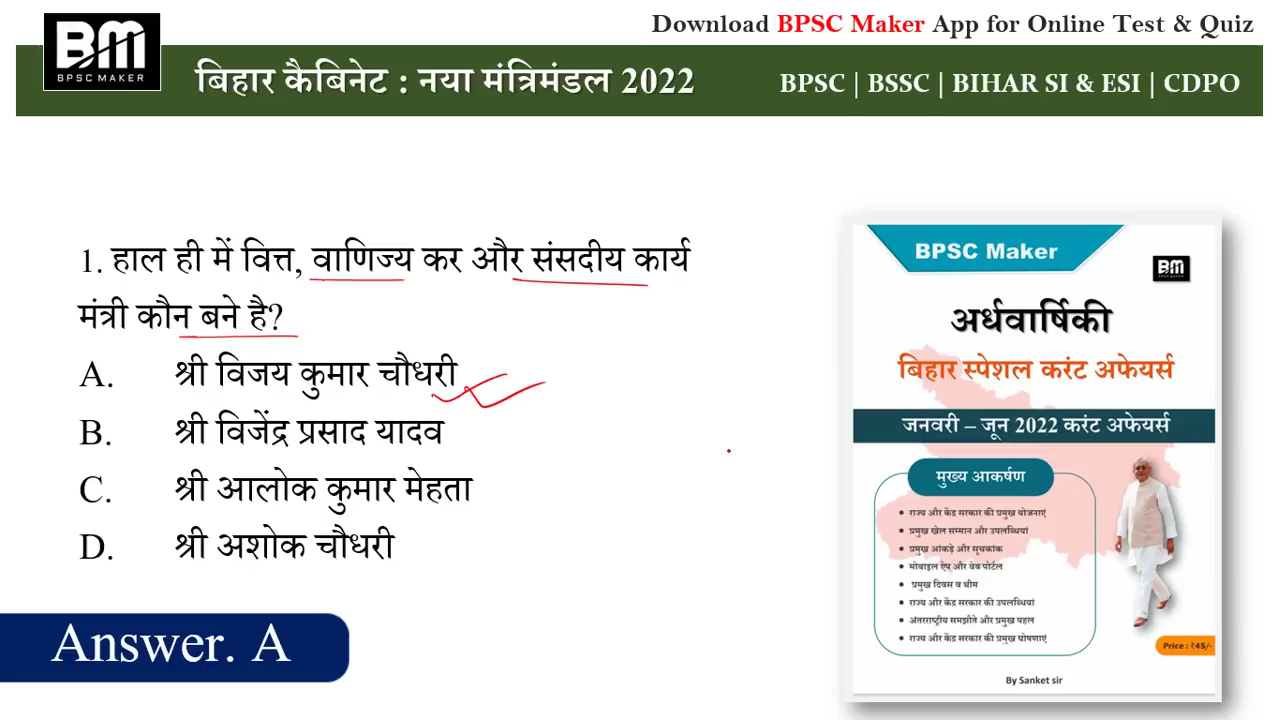 Download BPSC Maker App for Online Test & Quiz
BM
BPSC MAKER
बिहार कैबिनेट : नया मंत्रिमंडल 2022
BPSC | BSSC | BIHAR SI & ESI | CDPO
1. हाल ही में वित्त, वाणिज्य कर और संसदीय कार्य
मंत्री कौन बने है?
A. श्री विजय कुमार चौधरी
B. श्री विजेंद्र प्रसाद यादव
C. श्री आलोक कुमार मेहता
D. श्री अशोक चौधरी
Answer. A
BPSC Maker
BM
अर्धवार्षिकी
बिहार स्पेशल करंट अफेयर्स
जनवरी – जून 2022 करंट अफेयर्स
मुख्य आकर्षण
• राज्य और केंद्र सरकार की प्रमुख योजनाएं
• प्रमुख खेल सम्मान और उपलब्धियां
• प्रमुख आंकड़े और सूचकांक
• मोबाइल ऐप और वेब पोर्टल
• प्रमुख दिवस व थीम
• राज्य और केंद्र सरकार की उपलब्धियां
• अंतरराष्ट्रीय समझौते और प्रमुख पहल
• राज्य और केंद्र सरकार की प्रमुख घोषणाएं
Price : ₹45/-
By Sanket sir